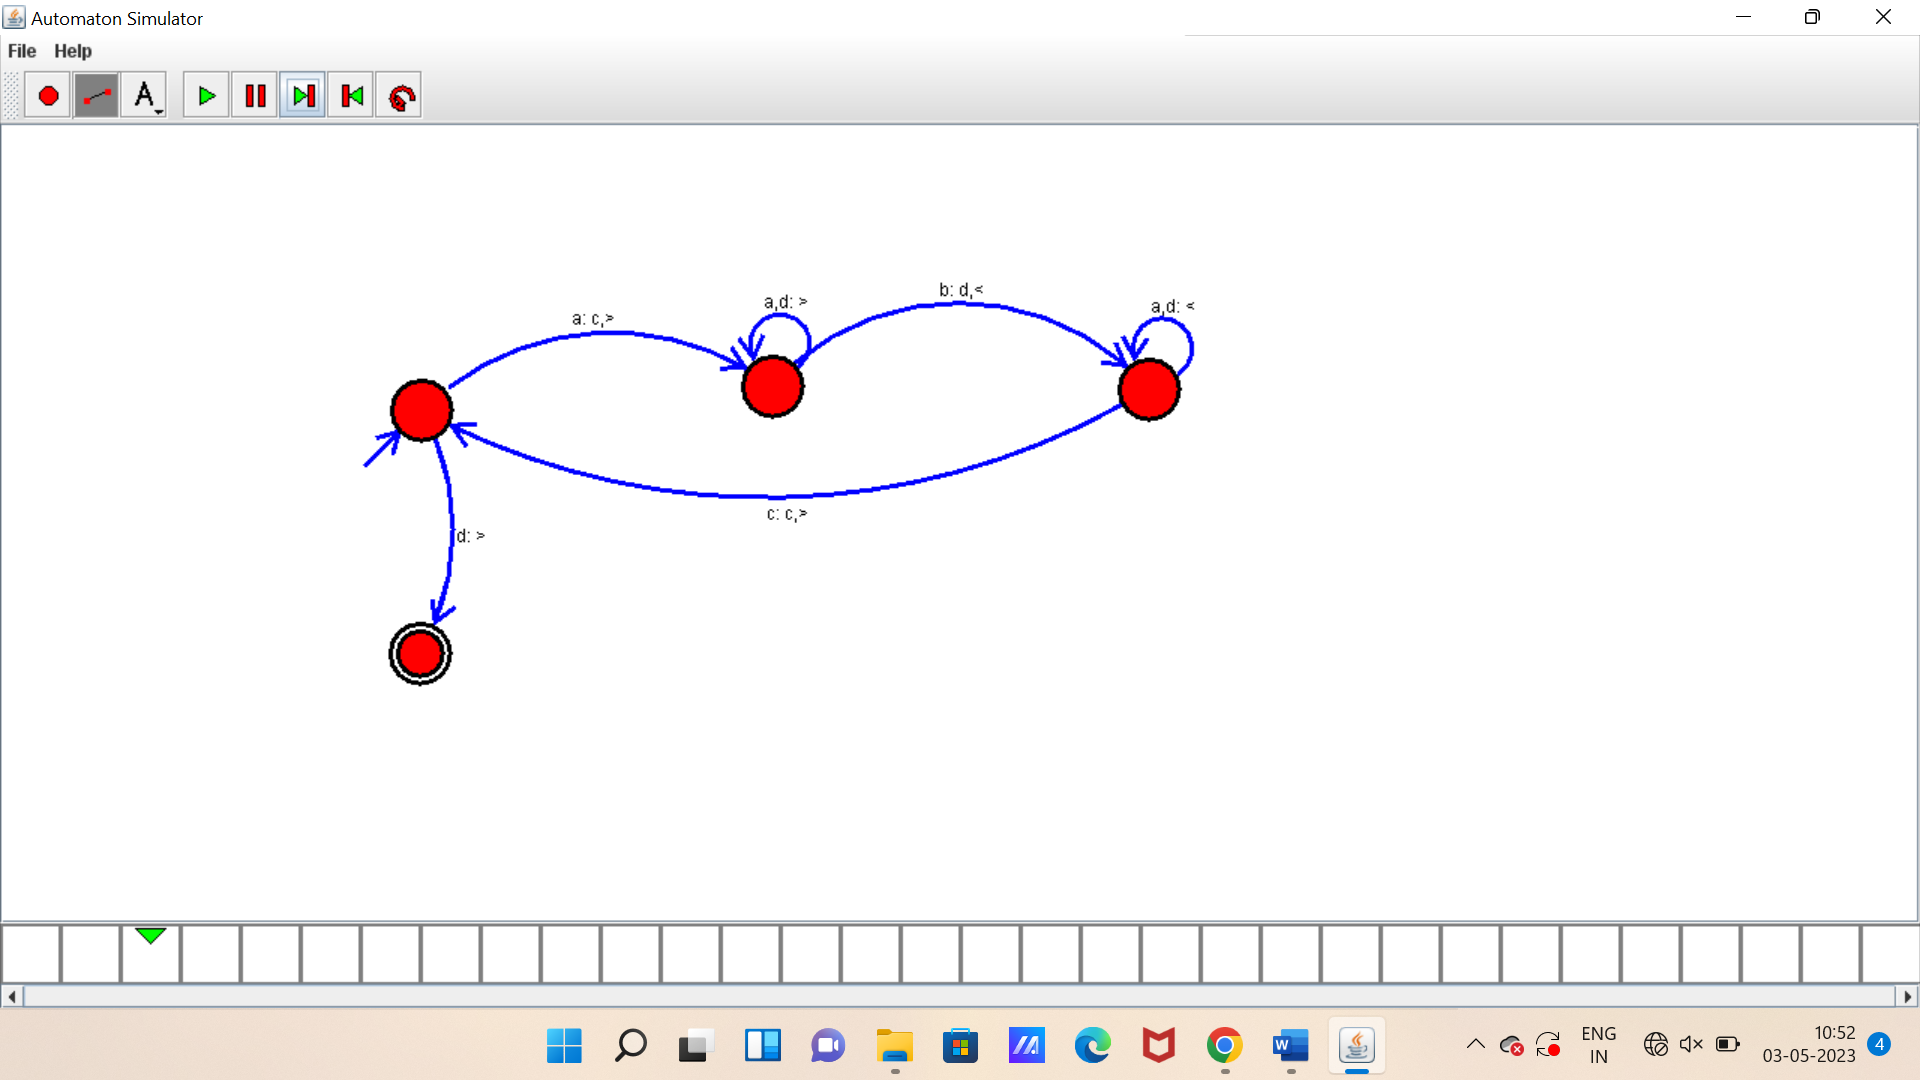 Automaton Simulator
File Help
A
a,d: >
b: d,<
a,d: <
a: c,>
c: c,>
d: >
ENG
IN
10:52
03-05-2023
4
W